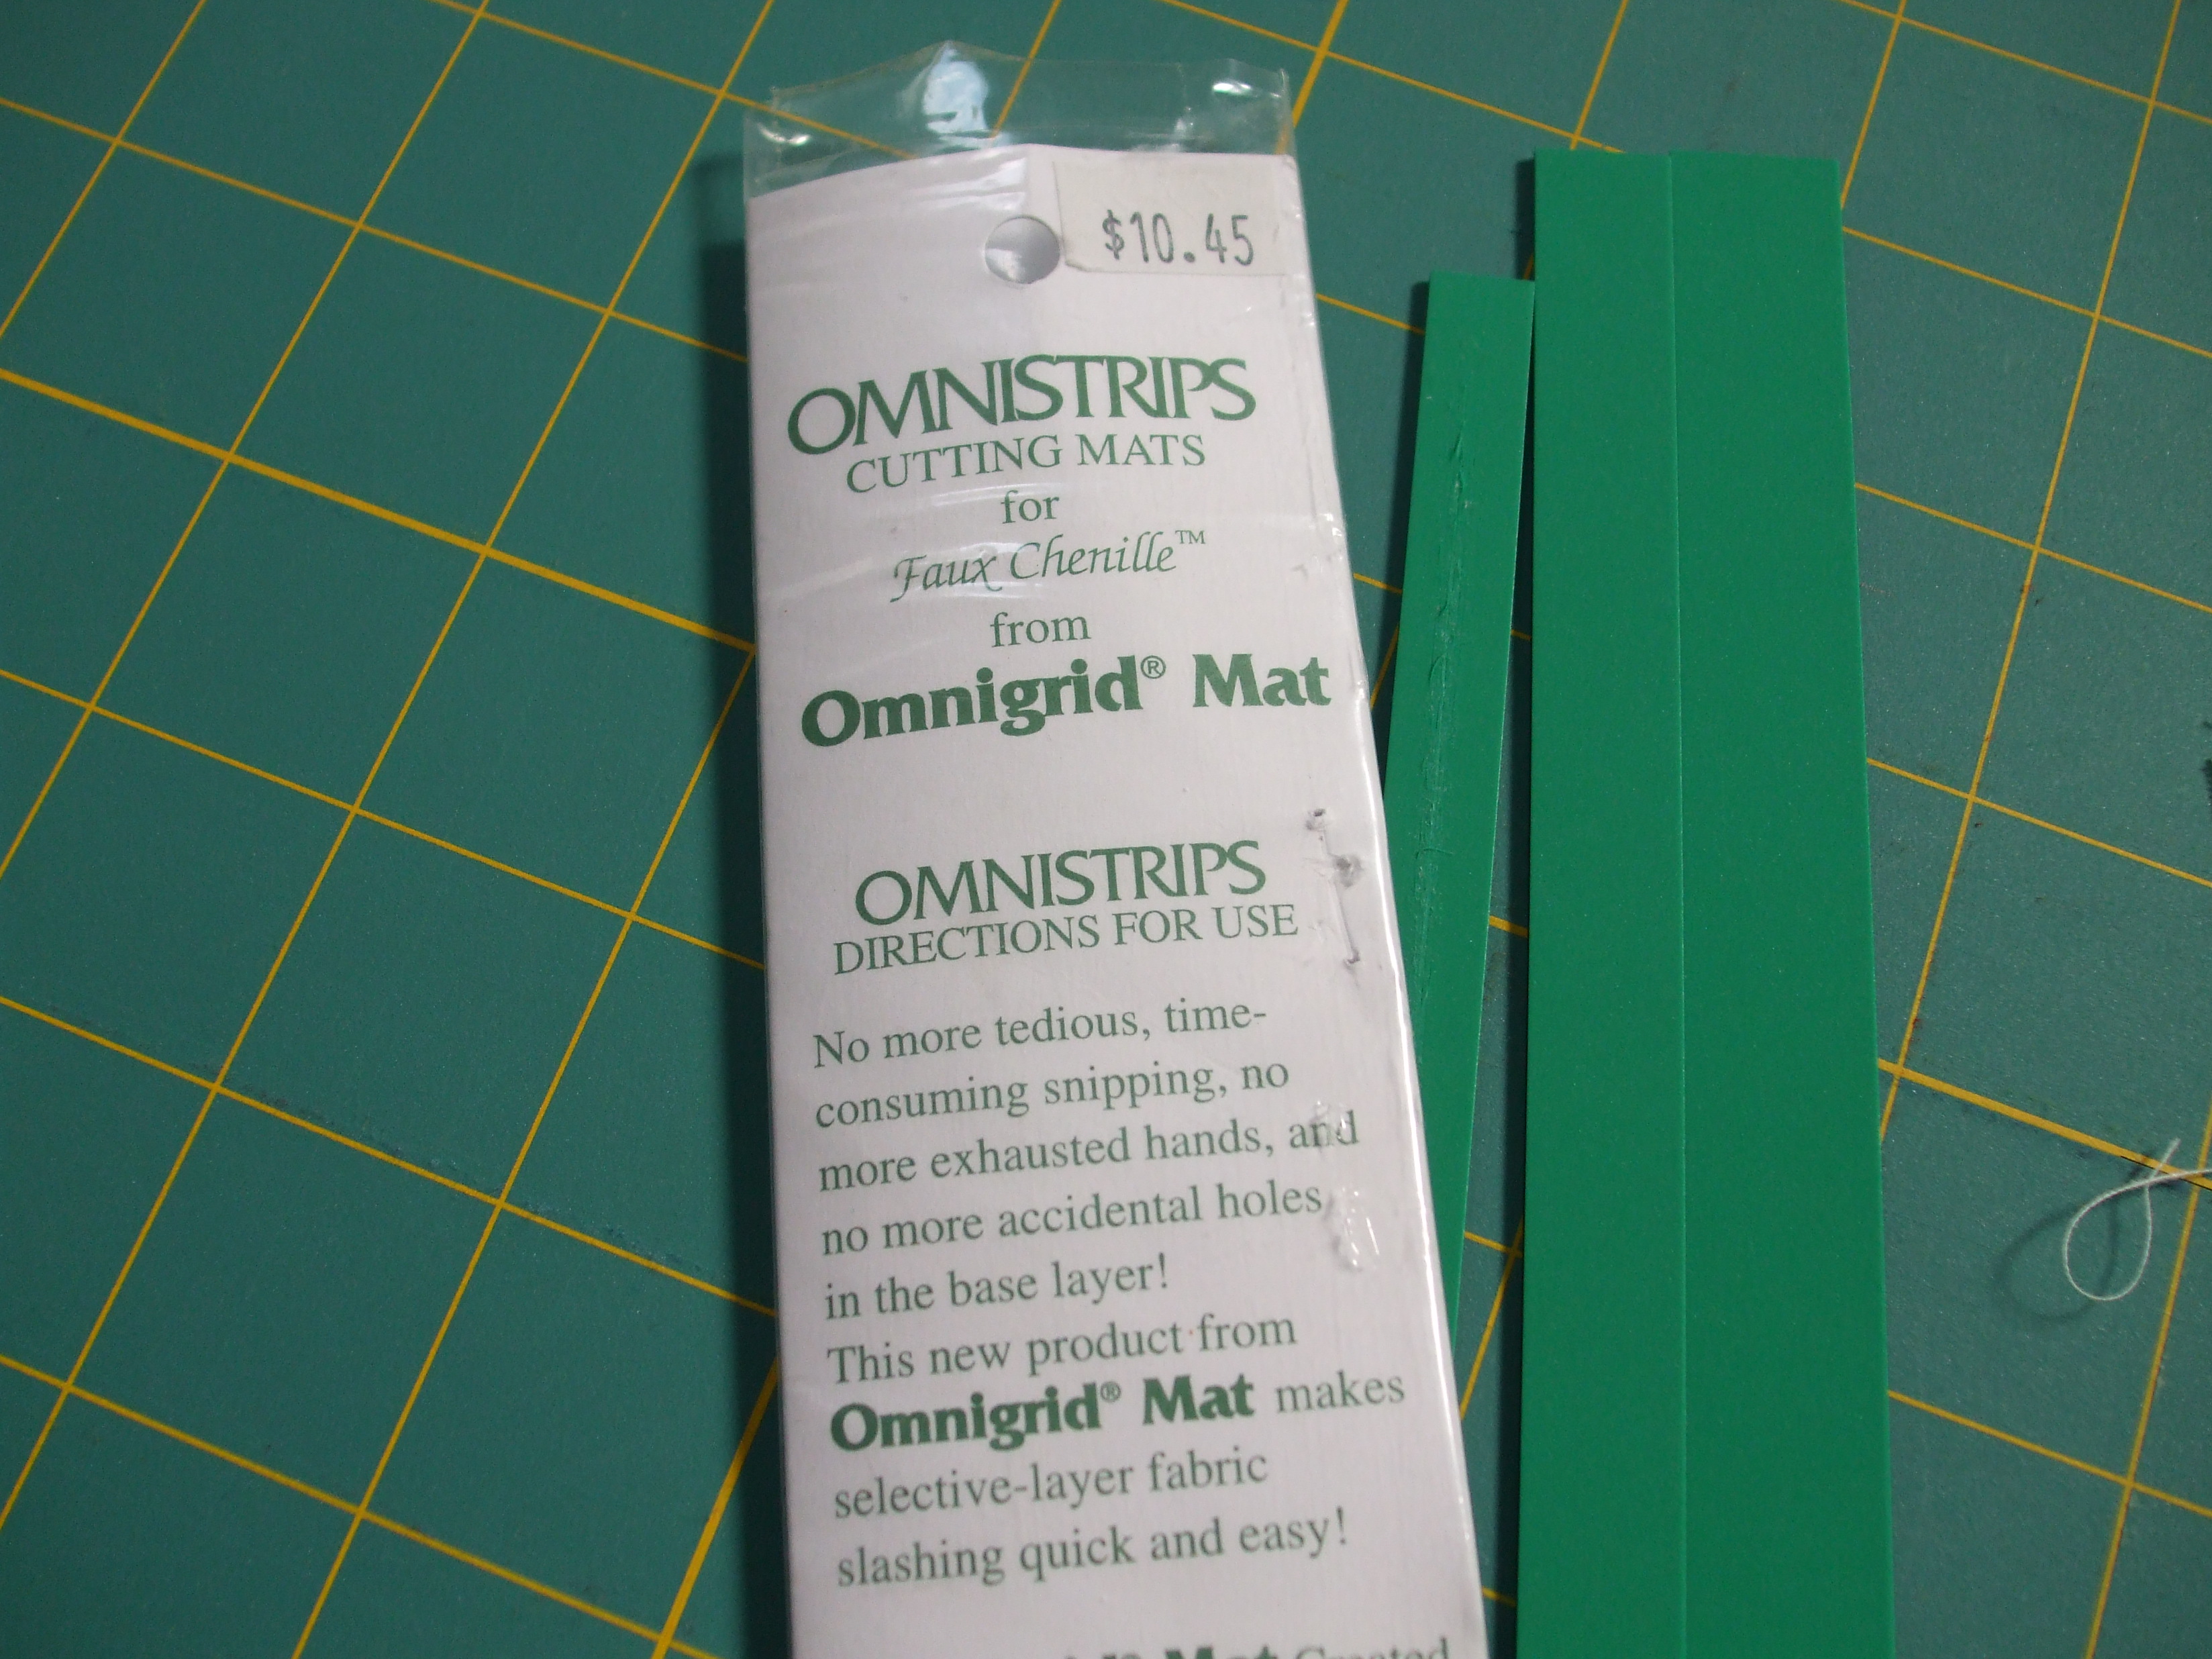 $10.45
OMNISTRIPS
CUTTING MATS
for
Faux Chenille™
from
Omnigrid® Mat
OMNISTRIPS
DIRECTIONS FOR USE
No more tedious, time-
consuming snipping, no
more exhausted hands, and
no more accidental holes
in the base layer!
This new product from
Omnigrid® Mat makes
selective-layer fabric
slashing quick and easy!
Mat Created